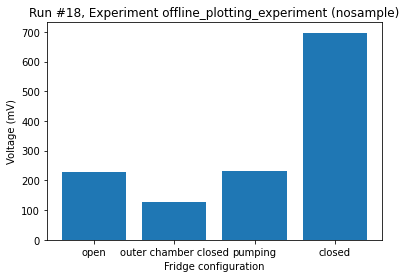 Run #18, Experiment offline_plotting_experiment (nosample)
700
600
500
400
300
200
100
0
Voltage (mV)
open outer chamber closed pumping closed
Fridge configuration